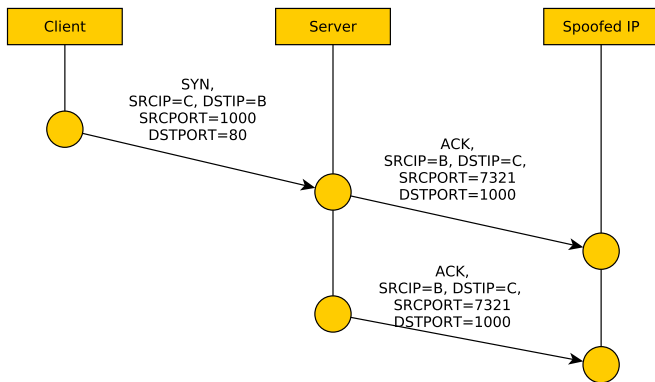 Client
Server
Spoofed IP
SYN,
SRCIP=C, DSTIP=B
SRCPORT=1000
DSTPORT=80
ACK,
SRCIP=B, DSTIP=C,
SRCPORT=7321
DSTPORT=1000
ACK,
SRCIP=B, DSTIP=C,
SRCPORT=7321
DSTPORT=1000